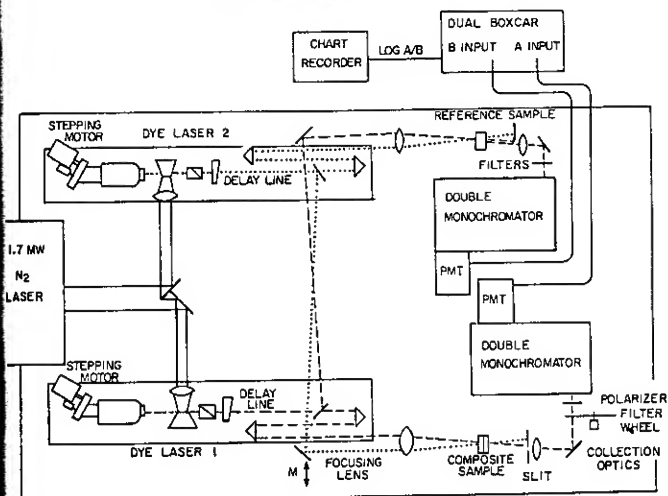 DUAL BOXCAR
B INPUT A INPUT
CHART
RECORDER
LOG A/B
REFERENCE SAMPLE
STEPPING
MOTOR
DYE LASER 2
DELAY LINE
FILTERS
DOUBLE
MONOCHROMATOR
PMT
1.7 MW
N2
LASER
PMT
DOUBLE
MONOCHROMATOR
STEPPING
MOTOR
DELAY
LINE
POLARIZER
FILTER
WHEEL
COLLECTION
OPTICS
DYE LASER 1
M
FOCUSING
LENS
COMPOSITE
SAMPLE
SLIT